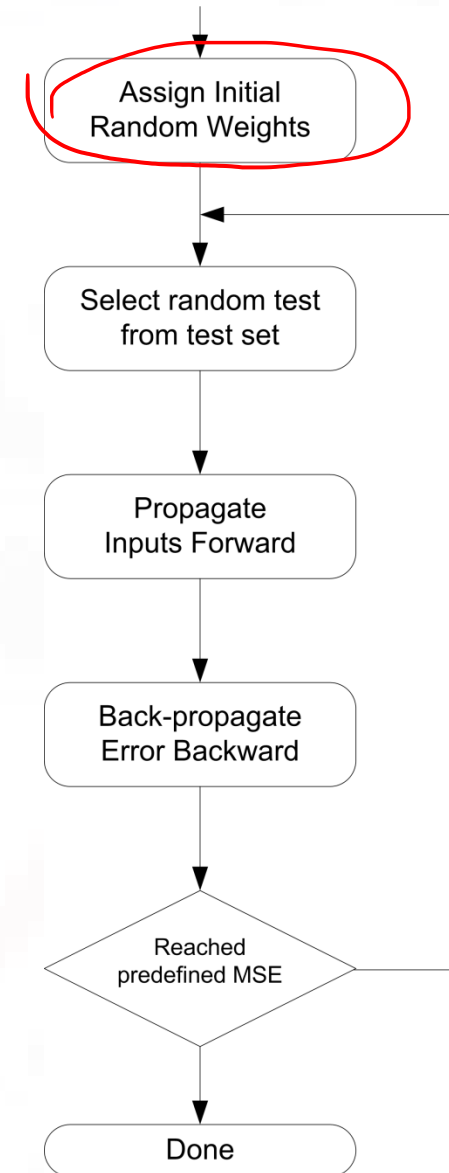 Assign Initial
Random Weights
Select random test
from test set
Propagate
Inputs Forward
Back-propagate
Error Backward
Reached
predefined MSE
Done